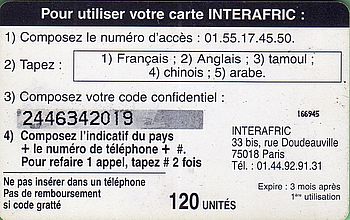 Pour utiliser votre carte INTERAFRIC :
1) Composez le numéro d'accès : 01.55.17.45.50.
2) Tapez :
1) Français ; 2) Anglais ; 3) tamoul ;
4) chinois ; 5) arabe.
3) Composez votre code confidentiel :
2446342019
166945
4) Composez l'indicatif du pays
+ le numéro de téléphone + #.
Pour refaire 1 appel, tapez # 2 fois
INTERAFRIC
33 bis, rue Doudeauville
75018 Paris
Tél. : 01.44.92.91.31
Ne pas insérer dans un téléphone
Pas de remboursement
si code gratté
120 UNITÉS
Expire : 3 mois après
1ère utilisation